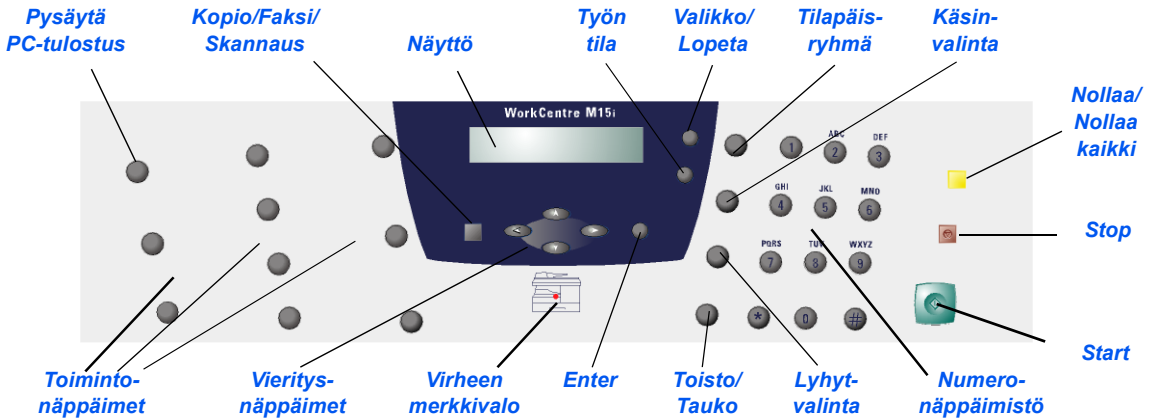 Pysäytä
PC-tulostus
Kopio/Faksi/
Skannaus
Näyttö
Työn
tila
Valikko/
Lopeta
Tilapäis-
ryhmä
Käsin-
valinta
Nollaa/
Nollaa
kaikki
WorkCentre M15i
1
ABC
2
DEF
3
GHI
4
JKL
5
MNO
6
PQRS
7
TUV
8
WXYZ
9
*
0
#
Stop
Start
Toiminto-
näppäimet
Vieritys-
näppäimet
Virheen
merkkivalo
Enter
Toisto/
Tauko
Lyhyt-
valinta
Numero-
näppäimistö